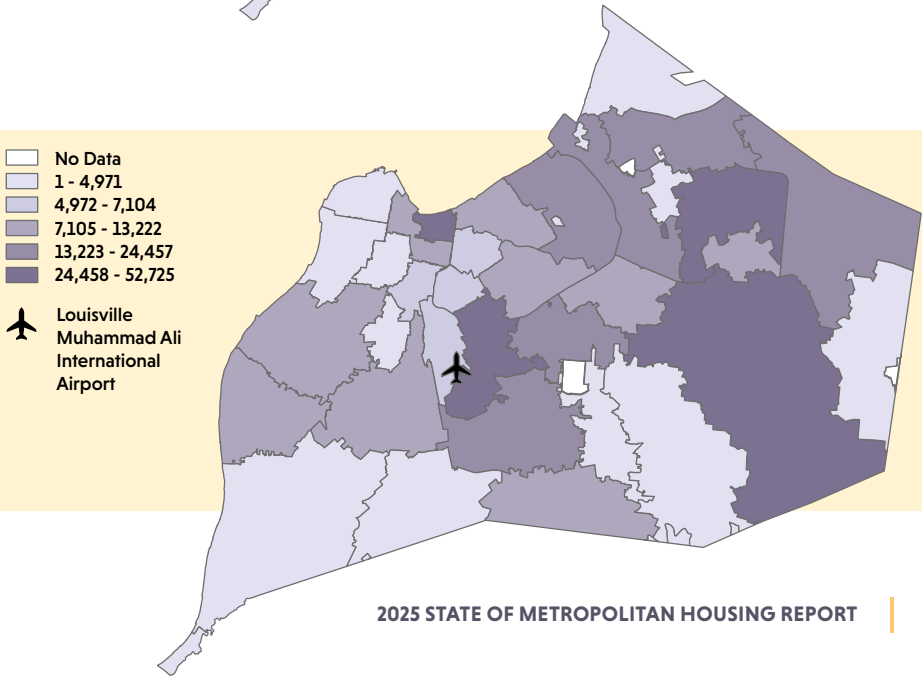 No Data
1 - 4,971
4,972 - 7,104
7,105 - 13,222
13,223 - 24,457
24,458 - 52,725
Louisville
Muhammad Ali
International
Airport
2025 STATE OF METROPOLITAN HOUSING REPORT